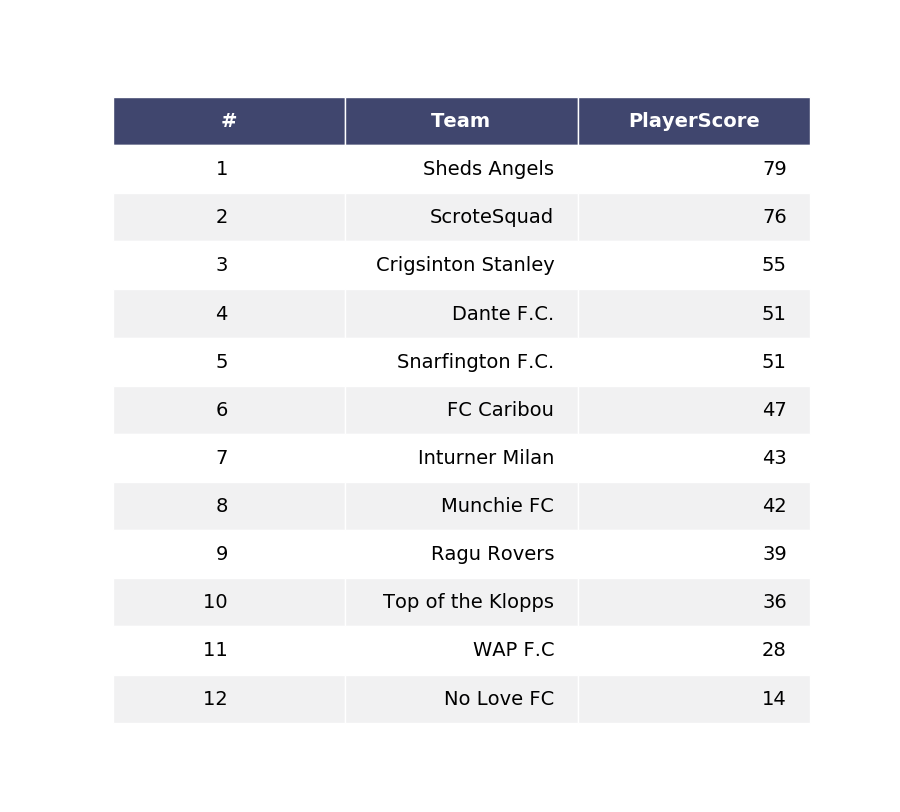 # Team PlayerScore
1 Sheds Angels 79
2 ScroteSquad 76
3 Crigsinton Stanley 55
4 Dante F.C. 51
5 Snarfington F.C. 51
6 FC Caribou 47
7 Inturner Milan 43
8 Munchie FC 42
9 Ragu Rovers 39
10 Top of the Klopps 36
11 WAP F.C 28
12 No Love FC 14